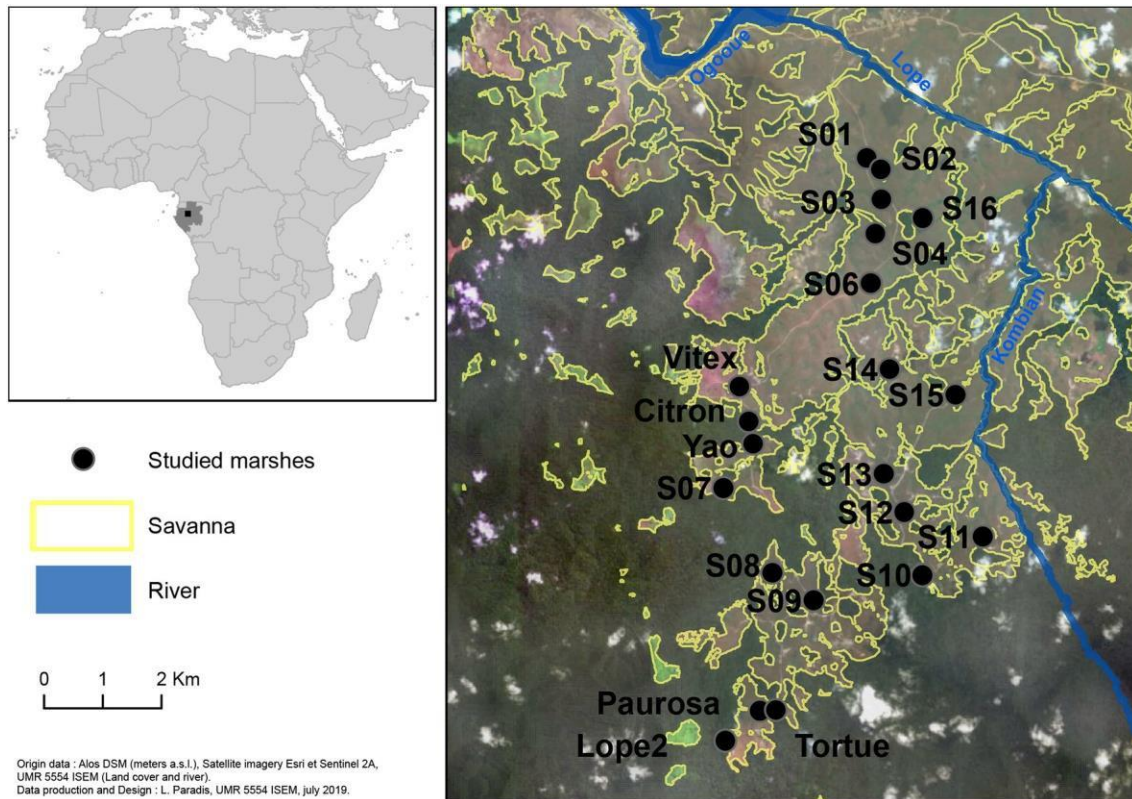 Studied marshes
Savanna
River
0 1 2 Km
Origin data : Alos DSM (meters a.s.l.), Satellite imagery Esri et Sentinel 2A,
UMR 5554 ISEM (Land cover and river).
Data production and Design : L. Paradis, UMR 5554 ISEM, july 2019.
Ogooue
Lope
Kombian
S01
S02
S03
S16
S04
S06
Vitex
S14
S15
Citron
Yao
S13
S07
S12
S11
S08
S10
S09
Paurosa
Lope2
Tortue